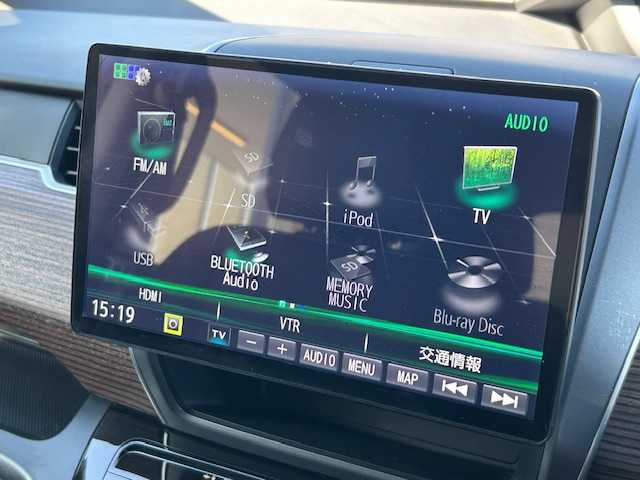 AUDIO
FM/AM
SD
iPod
TV
USB
BLUETOOTH
Audio
SD
MEMORY
MUSIC
Blu-ray Disc
HDMI
VTR
交通情報
15:19
TV
−
+
AUDIO
MENU
MAP